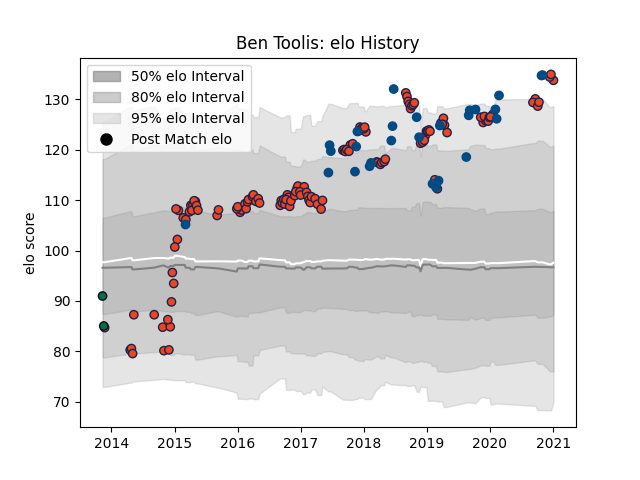 Ben Toolis: elo History
50% elo Interval
80% elo Interval
95% elo Interval
Post Match elo
elo score
130
120
110
100
90
80
70
2014 2015 2016 2017 2018 2019 2020 2021